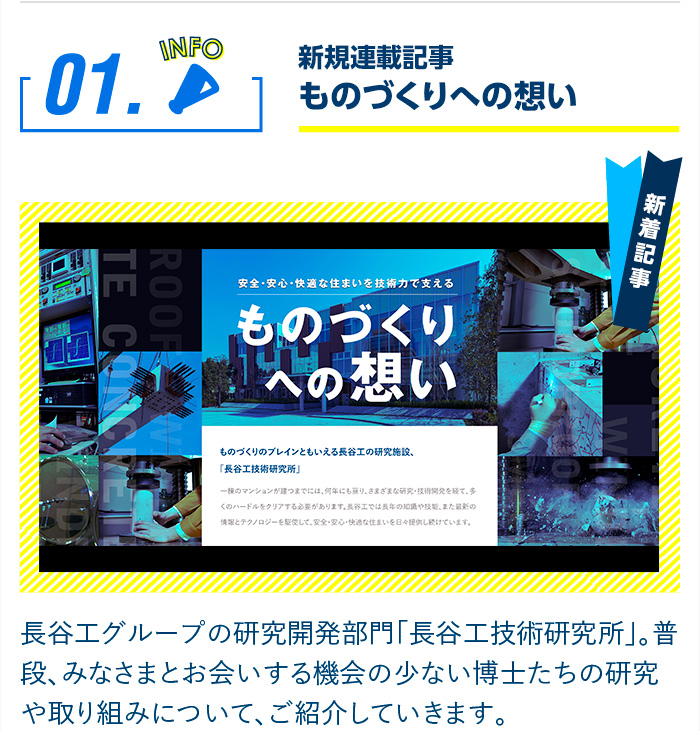 01.
INFO
新規連載記事
ものづくりへの想い
新着記事
ROOF
TE CONCRE
WIND
安全・安心・快適な住まいを技術力で支える
ものづくり
への想い
ものづくりのブレインともいえる長谷工の研究施設、
「長谷工技術研究所」
一棟のマンションが建つまでには、何年にも亘り、さまざまな研究・技術開発を経て、多
くのハードルをクリアする必要があります。長谷工では長年の知識や技能、また最新の
情報とテクノロジーを駆使して、安全・安心・快適な住まいを日々提供し続けています。
長谷工グループの研究開発部門「長谷工技術研究所」。普
段、みなさまとお会いする機会の少ない博士たちの研究
や取り組みについて、ご紹介していきます。